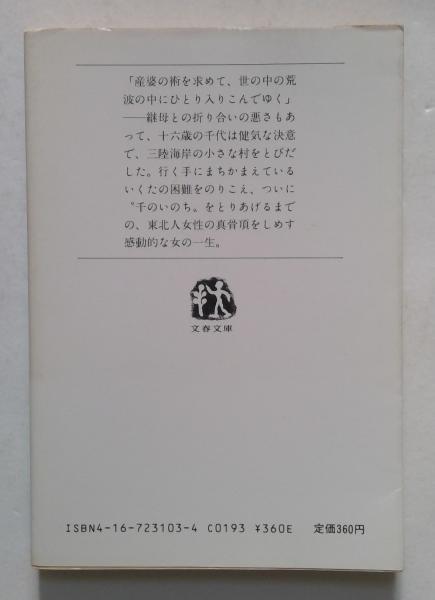 「産婆の術を求めて、世の中の荒
波の中にひとり入りこんでゆく」
――継母との折り合いの悪さもあ
って、十六歳の千代は健気な決意
で、三陸海岸の小さな村をとびだ
した。行く手にまちかまえている
いくたの困難をのりこえ、ついに
〝千のいのち〟をとりあげるまで
の、東北人女性の真骨頂をしめす
感動的な女の一生。
文春文庫
ISBN4-16-723103-4 C0193 ¥360E 定価360円